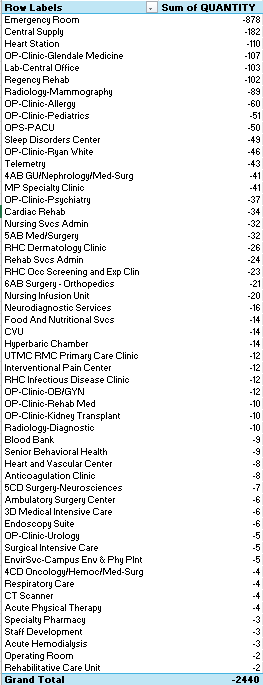 Row Labels Sum of QUANTITY
Emergency Room -878
Central Supply -182
Heart Station -110
OP-Clinic-Glendale Medicine -107
Lab-Central Office -103
Regency Rehab -102
Radiology-Mammography -89
OP-Clinic-Allergy -60
OP-Clinic-Pediatrics -51
OPS-PACU -50
Sleep Disorders Center -49
OP-Clinic-Ryan White -46
Telemetry -43
4AB GU/Nephrology/Med-Surg -41
MP Specialty Clinic -41
OP-Clinic-Psychiatry -37
Cardiac Rehab -34
Nursing Svcs Admin -32
5AB Med/Surgery -32
RHC Dermatology Clinic -26
Rehab Svcs Admin -24
RHC Occ Screening and Exp Clin -23
6AB Surgery - Orthopedics -21
Nursing Infusion Unit -20
Neurodiagnostic Services -16
Food And Nutritional Svcs -14
CVU -14
Hyperbaric Chamber -14
UTMC RMC Primary Care Clinic -12
Interventional Pain Center -12
RHC Infectious Disease Clinic -12
OP-Clinic-OB/GYN -12
OP-Clinic-Rehab Med -10
OP-Clinic-Kidney Transplant -10
Radiology-Diagnostic -10
Blood Bank -9
Senior Behavioral Health -9
Heart and Vascular Center -8
Anticoagulation Clinic -8
5CD Surgery-Neurosciences -7
Ambulatory Surgery Center -6
3D Medical Intensive Care -6
Endoscopy Suite -6
OP-Clinic-Urology -5
Surgical Intensive Care -5
EnvirSvc-Campus Env & Phy Plnt -5
4CD Oncology/Hemoc/Med-Surg -4
Respiratory Care -4
CT Scanner -4
Acute Physical Therapy -4
Specialty Pharmacy -3
Staff Development -3
Acute Hemodialysis -3
Operating Room -2
Rehabilitative Care Unit -2
Grand Total -2440